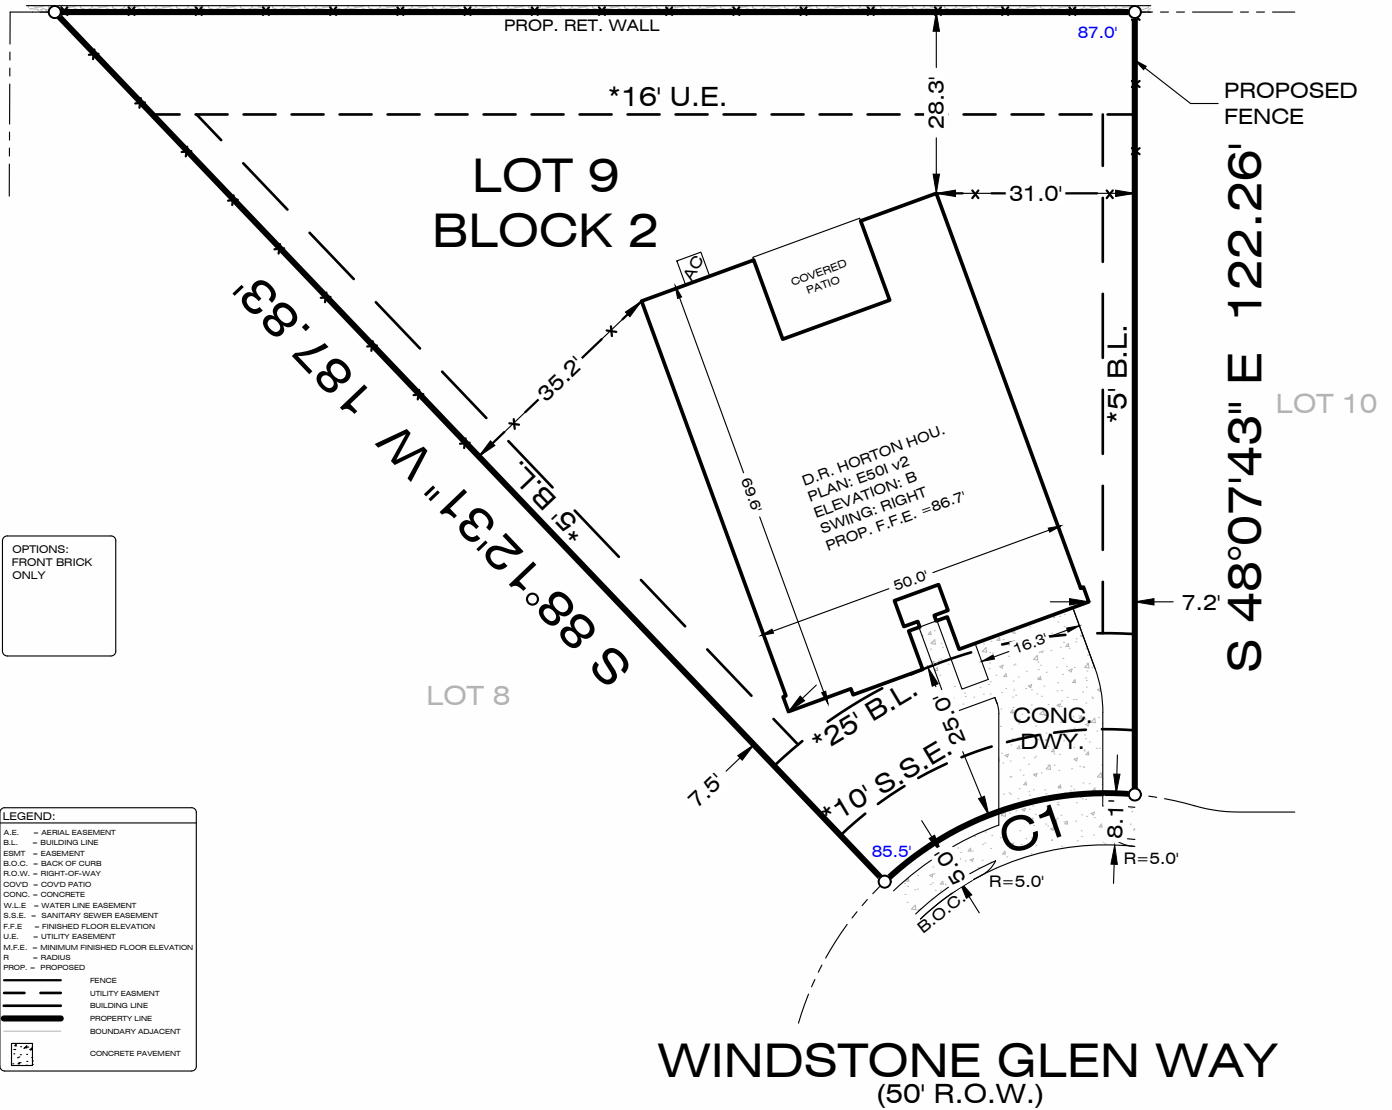 PROP. RET. WALL
87.0'
*16' U.E.
28.3'
PROPOSED
FENCE
LOT 9
BLOCK 2
31.0'
S 48°07'43" E 122.26'
AC
COVERED
PATIO
S 88°12'31" W 187.83'
35.2'
*5' B.L.
LOT 10
D.R. HORTON HOU.
PLAN: E50I v2
ELEVATION: B
SWING: RIGHT
PROP. F.F.E. =86.7'
69.6'
*5' B.L.
OPTIONS:
FRONT BRICK
ONLY
50.0'
7.2'
16.3'
LOT 8
*25' B.L.
25.0'
CONC.
DWY.
*10' S.S.E.
7.5'
C1
8.1'
85.5'
5.0'
R=5.0'
R=5.0'
B.O.C.
LEGEND:
A.E. = AERIAL EASEMENT
B.L. = BUILDING LINE
ESMT = EASEMENT
B.O.C. = BACK OF CURB
R.O.W. = RIGHT-OF-WAY
COV'D = COV'D PATIO
CONC. = CONCRETE
W.L.E = WATER LINE EASEMENT
S.S.E. = SANITARY SEWER EASEMENT
F.F.E = FINISHED FLOOR ELEVATION
U.E. = UTILITY EASEMENT
M.F.E. = MINIMUM FINISHED FLOOR ELEVATION
R = RADIUS
PROP. = PROPOSED
FENCE
UTILITY EASMENT
BUILDING LINE
PROPERTY LINE
BOUNDARY ADJACENT
CONCRETE PAVEMENT
WINDSTONE GLEN WAY
(50' R.O.W.)